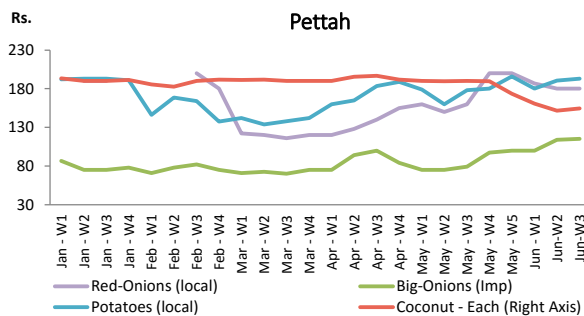 Pettah
Rs.
230
180
130
80
30
Jan - W1
Jan - W2
Jan - W3
Jan - W4
Feb - W1
Feb - W2
Feb - W3
Feb - W4
Mar - W1
Mar - W2
Mar - W3
Mar - W4
Apr - W1
Apr - W2
Apr - W3
Apr - W4
May - W1
May - W2
May - W3
May - W4
May - W5
Jun - W1
Jun-W2
Jun-W3
Red-Onions (local)
Big-Onions (Imp)
Potatoes (local)
Coconut - Each (Right Axis)